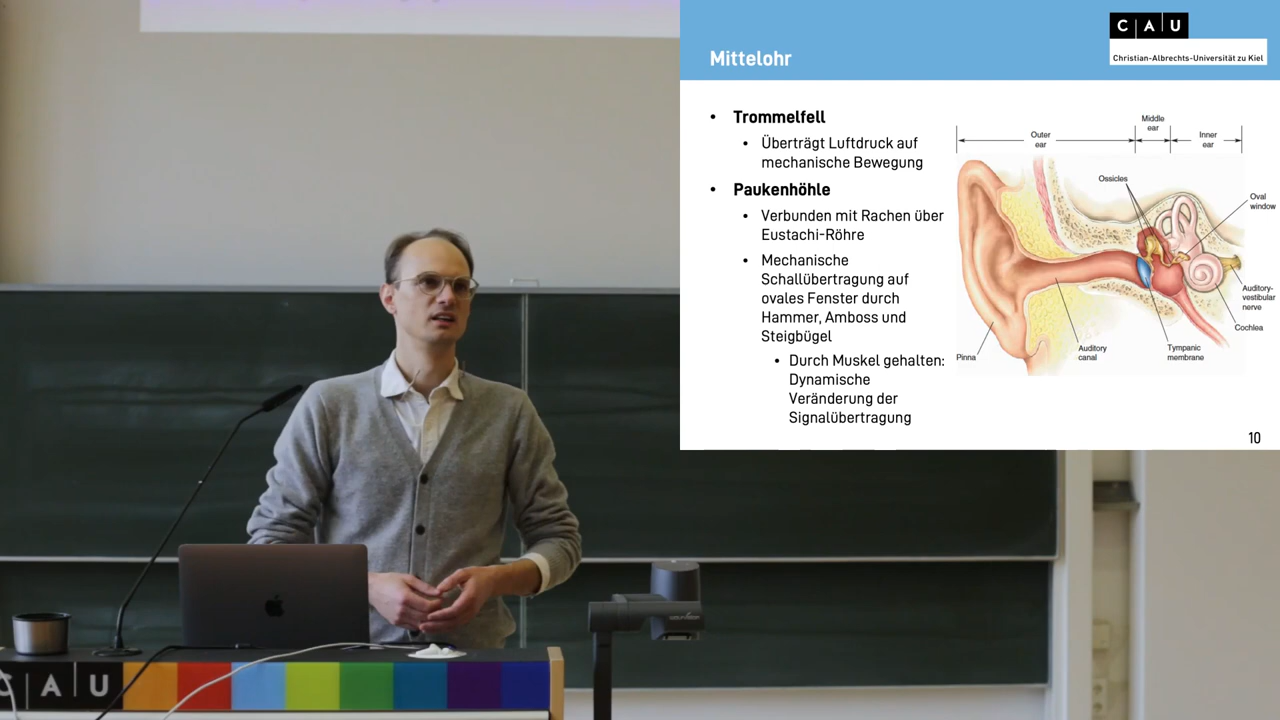 C A U
Christian-Albrechts-Universität zu Kiel
Mittelohr
• Trommelfell
• Überträgt Luftdruck auf
mechanische Bewegung
• Paukenhöhle
• Verbunden mit Rachen über
Eustachi-Röhre
• Mechanische
Schallübertragung auf
ovales Fenster durch
Hammer, Amboss und
Steigbügel
• Durch Muskel gehalten:
Dynamische
Veränderung der
Signalübertragung
Outer
ear
Middle
ear
Inner
ear
Ossicles
Oval
window
Auditory-
vestibular
nerve
Cochlea
Tympanic
membrane
Auditory
canal
Pinna
10
C A U